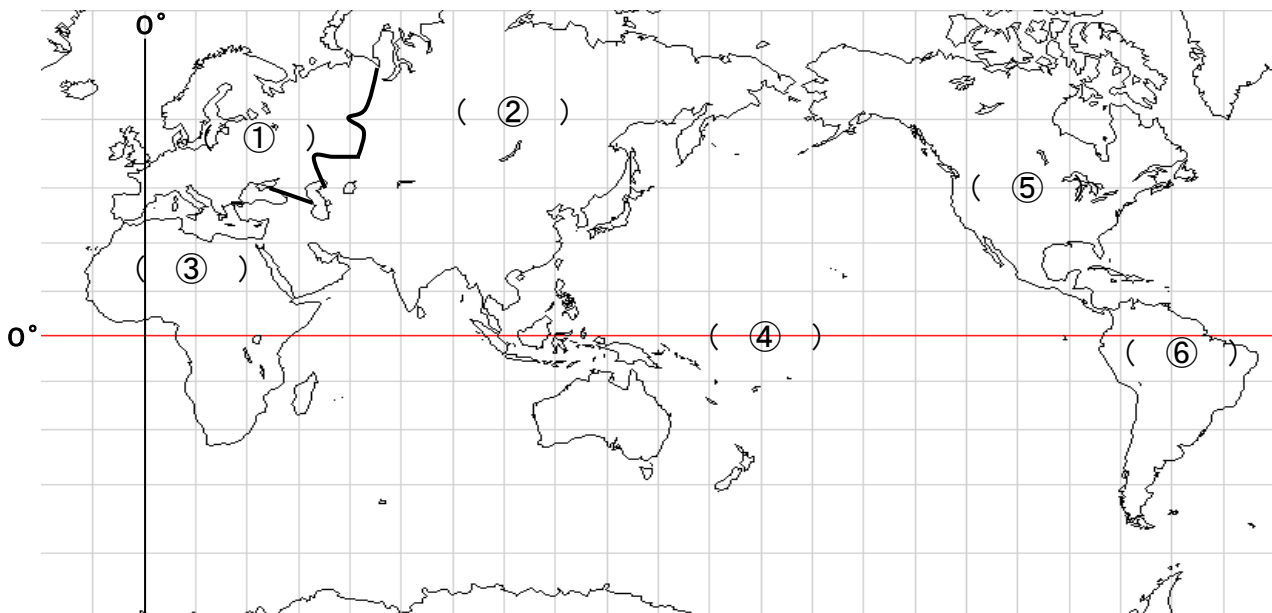 0°
( ② )
( ① )
( ⑤ )
( ③ )
0°
( ④ )
( ⑥ )